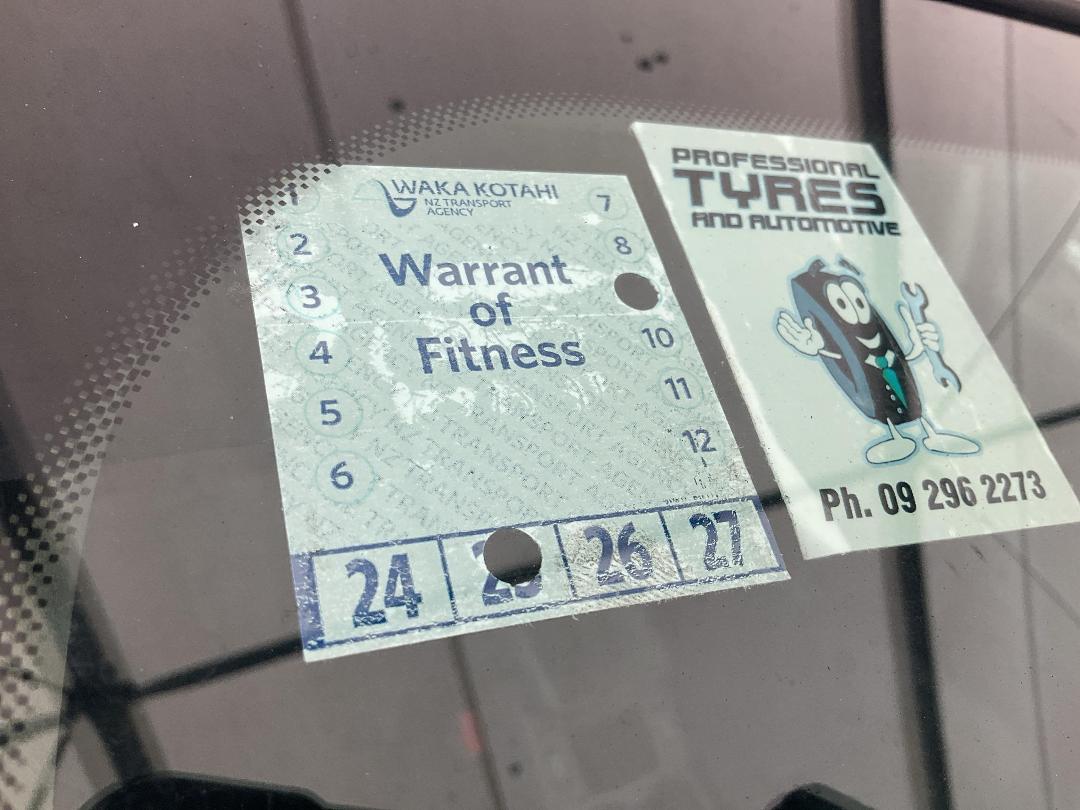 WAKA KOTAHI
NZ TRANSPORT
AGENCY
Warrant
of
Fitness
1
2
3
4
5
6
7
8
10
11
12
24
26
27
PROFESSIONAL
TYRES
AND AUTOMOTIVE
Ph. 09 296 2273